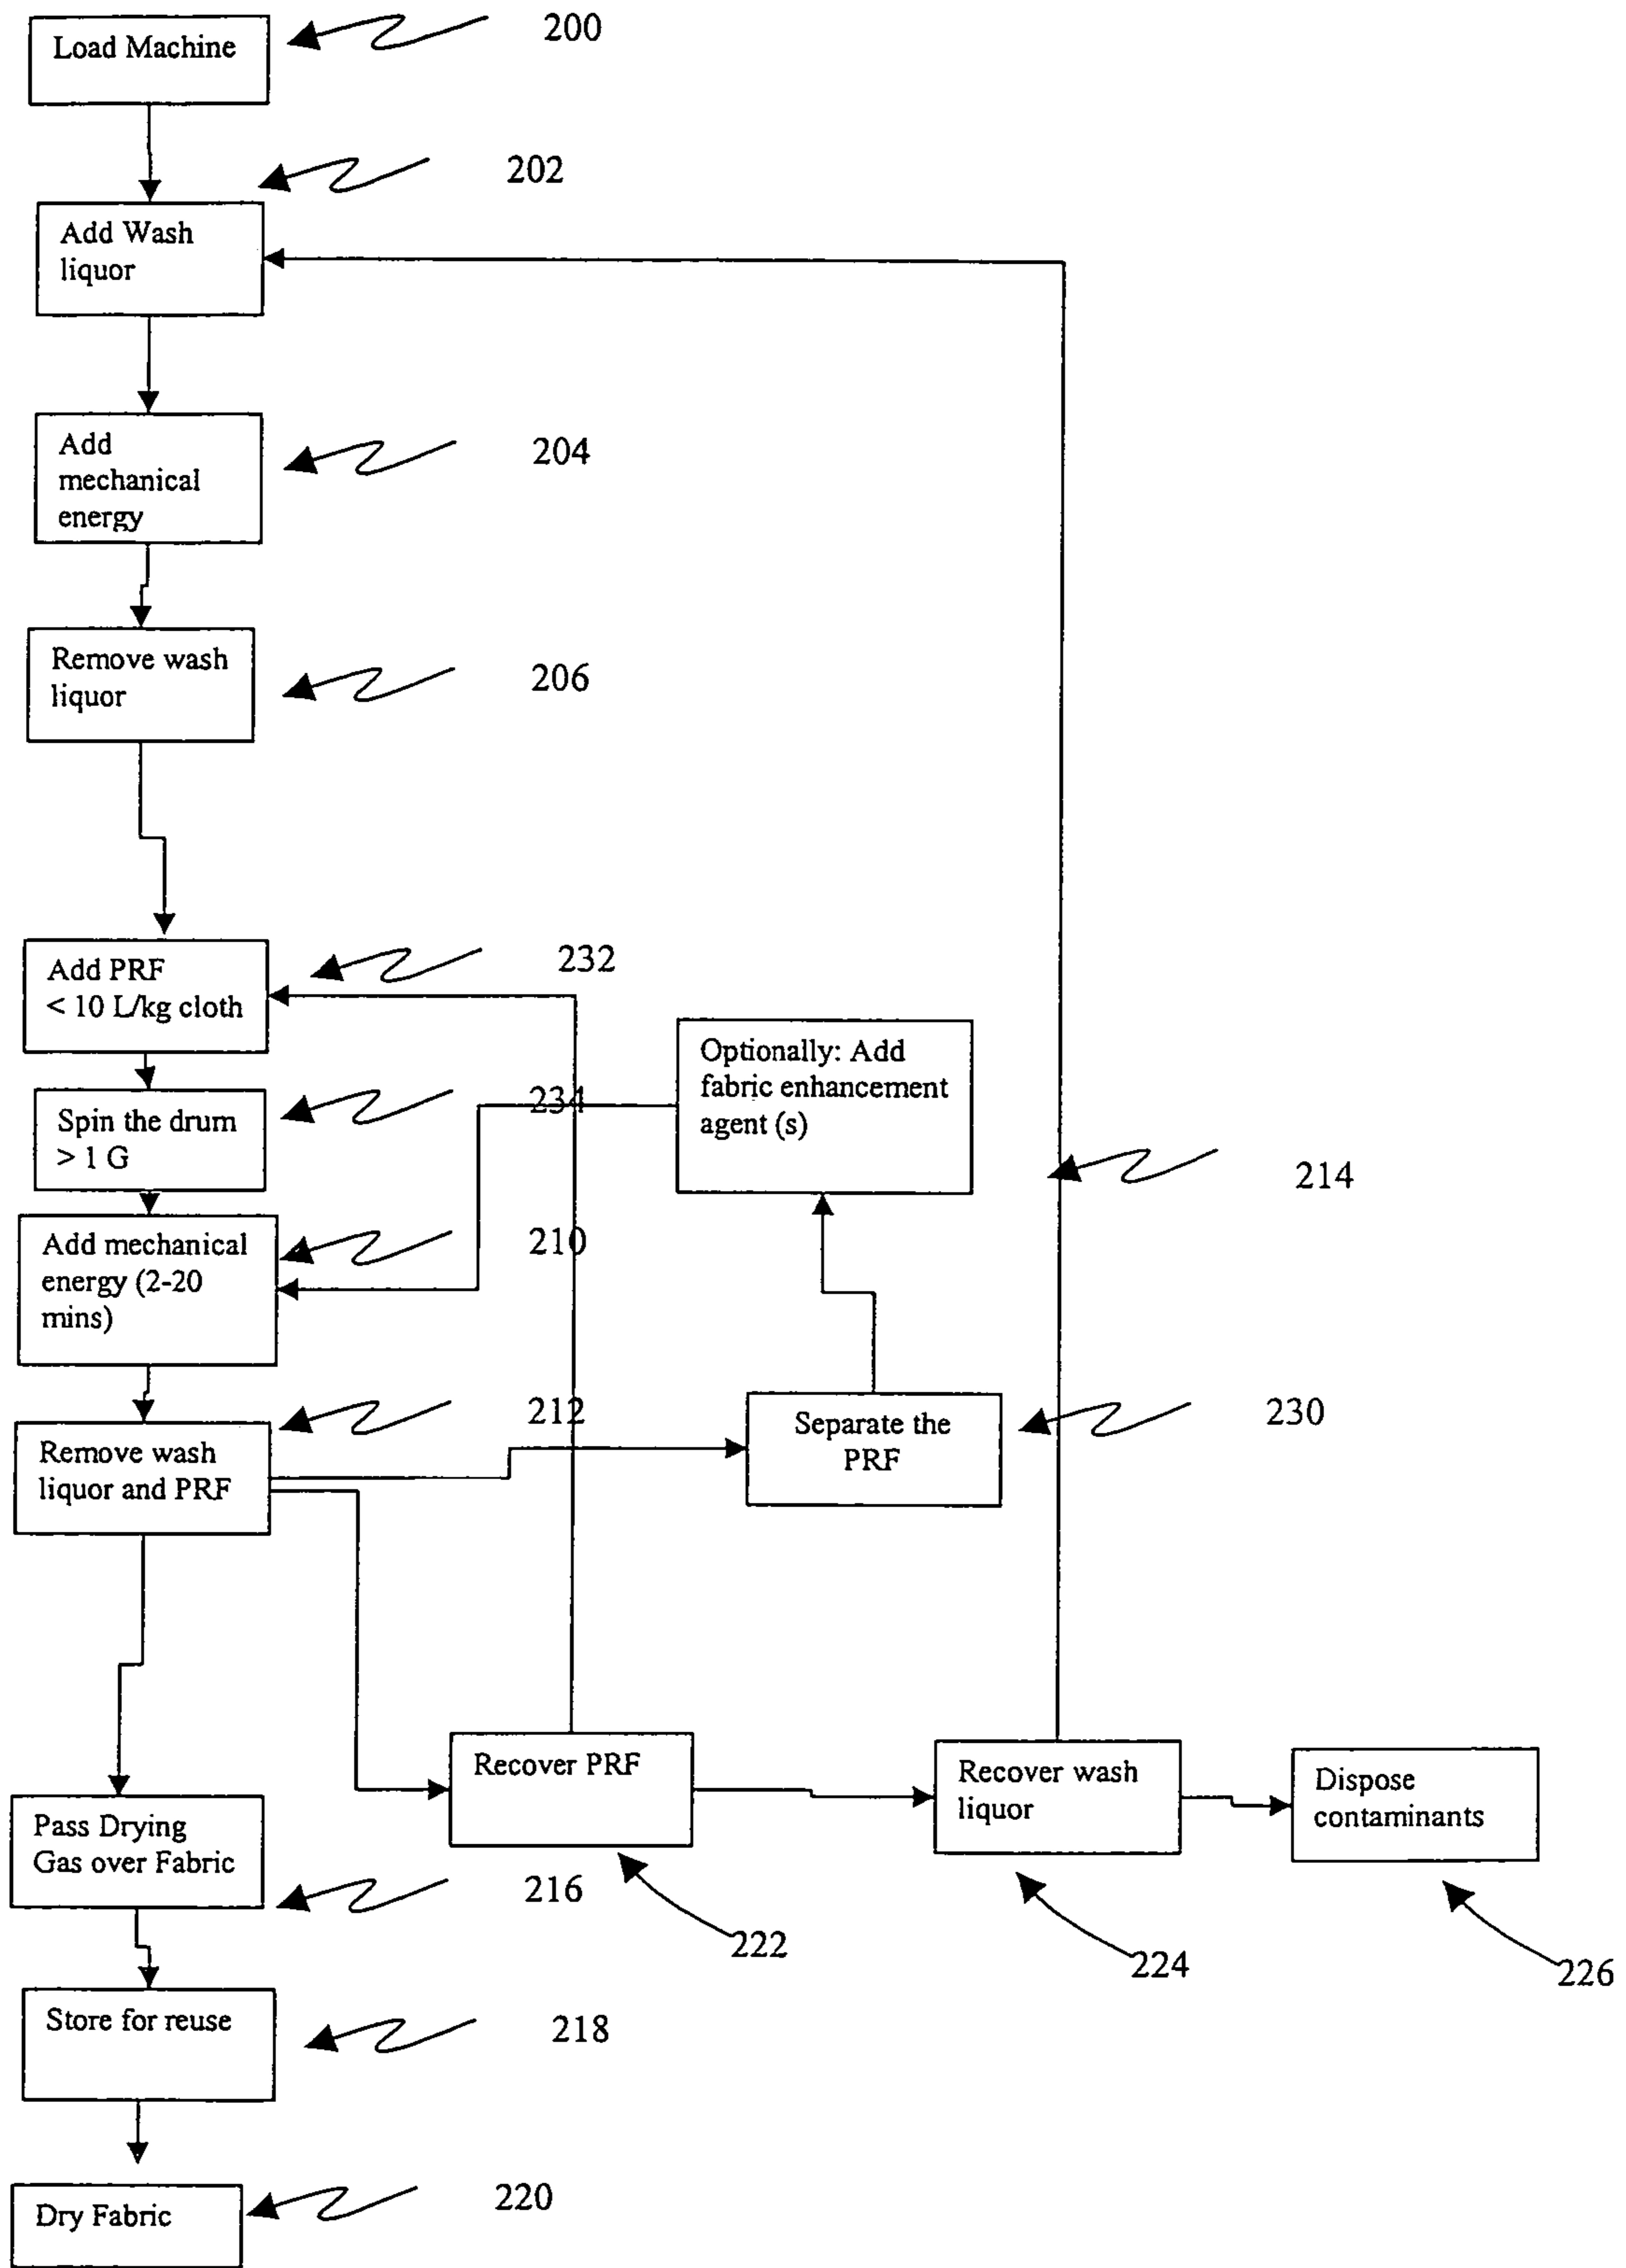 Load Machine
200
202
Add Wash
liquor
Add
mechanical
energy
204
Remove wash
liquor
206
Add PRF
< 10 L/kg cloth
232
Spin the drum
> 1 G
234
Optionally: Add
fabric enhancement
agent (s)
214
Add mechanical
energy (2-20
mins)
210
Remove wash
liquor and PRF
212
Separate the
PRF
230
Pass Drying
Gas over Fabric
216
Recover PRF
222
Recover wash
liquor
224
Dispose
contaminants
226
Store for reuse
218
Dry Fabric
220